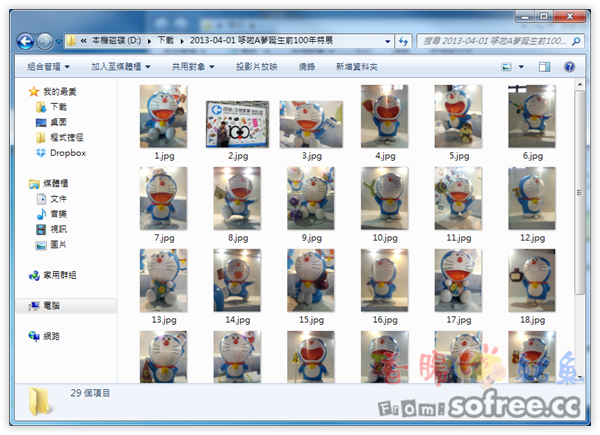 本機磁碟 (D:) ▸ 下載 ▸ 2013-04-01 哆啦A夢誕生前100年特展
搜尋 2013-04-01 哆啦A夢誕生前100...
組合管理 加入至媒體櫃 共用對象 投影片放映 燒錄 新增資料夾
我的最愛
下載
桌面
程式捷徑
Dropbox
媒體櫃
文件
音樂
視訊
圖片
家用群組
電腦
網路
1.jpg 2.jpg 3.jpg 4.jpg 5.jpg 6.jpg
7.jpg 8.jpg 9.jpg 10.jpg 11.jpg 12.jpg
13.jpg 14.jpg 15.jpg 16.jpg 17.jpg 18.jpg
29 個項目
From: sofree.cc